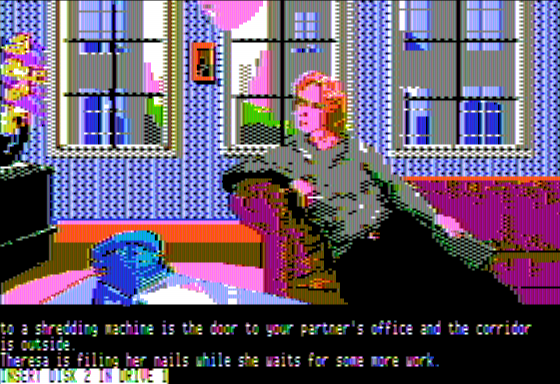 to a shredding machine is the door to your partner's office and the corridor
is outside.
Theresa is filing her nails while she waits for some more work.
INSERT DISK 2 IN DRIVE 1